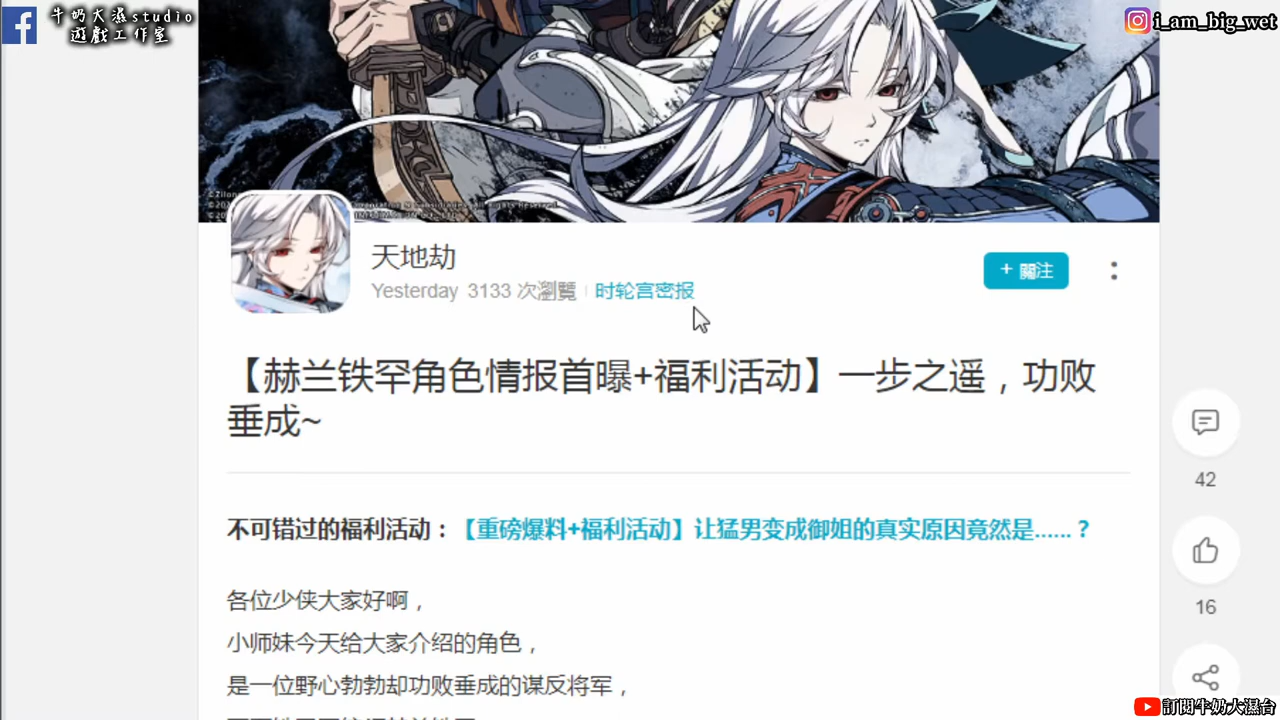 牛奶大濕studio
遊戲工作室
i_am_big_wet
天地劫
Yesterday 3133 次瀏覽 时轮宫密报
+ 關注
【赫兰铁罕角色情报首曝+福利活动】一步之遥，功败
垂成~
42
不可错过的福利活动：【重磅爆料+福利活动】让猛男变成御姐的真实原因竟然是......？
16
各位少侠大家好啊，
小师妹今天给大家介绍的角色，
是一位野心勃勃却功败垂成的谋反将军，
訂閱牛奶大濕台